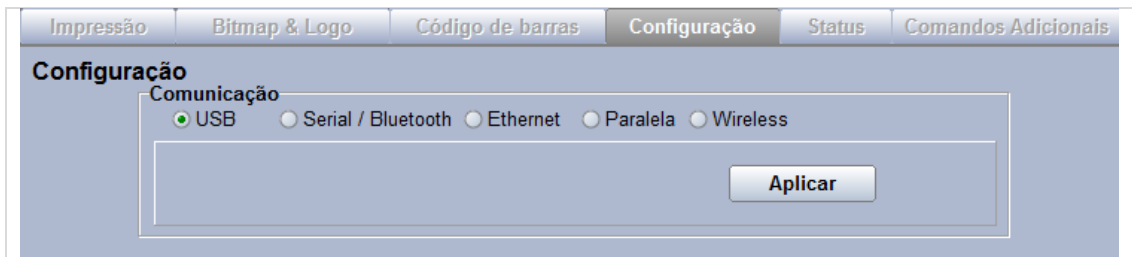 Impressão Bitmap & Logo Código de barras Configuração Status Comandos Adicionais
Configuração
Comunicação
USB Serial / Bluetooth Ethernet Paralela Wireless
Aplicar